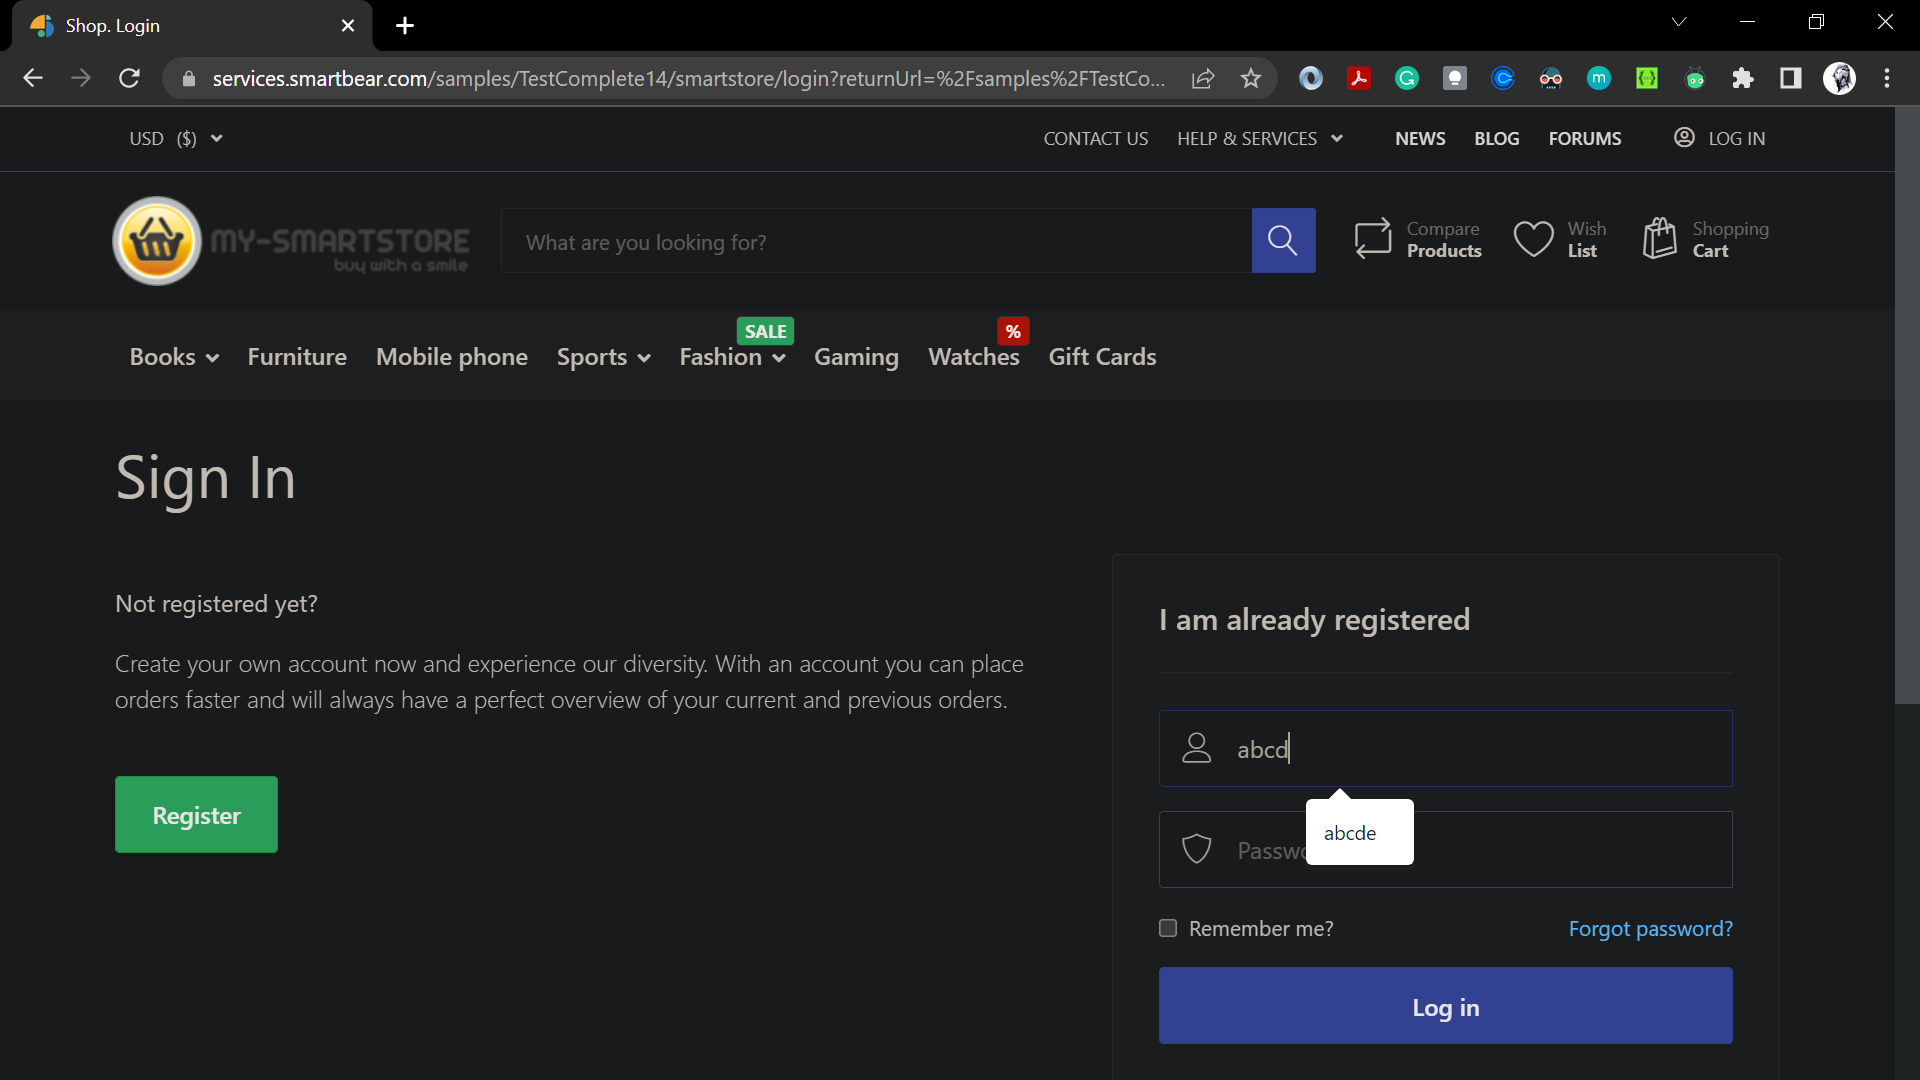 Shop. Login
services.smartbear.com/samples/TestComplete14/smartstore/login?returnUrl=%2Fsamples%2FTestCo...
USD ($)
CONTACT US HELP & SERVICES NEWS BLOG FORUMS LOG IN
MY-SMARTSTORE
buy with a smile
What are you looking for?
Compare
Products
Wish
List
Shopping
Cart
SALE
%
Books Furniture Mobile phone Sports Fashion Gaming Watches Gift Cards
Sign In
Not registered yet?
Create your own account now and experience our diversity. With an account you can place
orders faster and will always have a perfect overview of your current and previous orders.
Register
I am already registered
abcd
abcde
Passwo
Remember me? Forgot password?
Log in